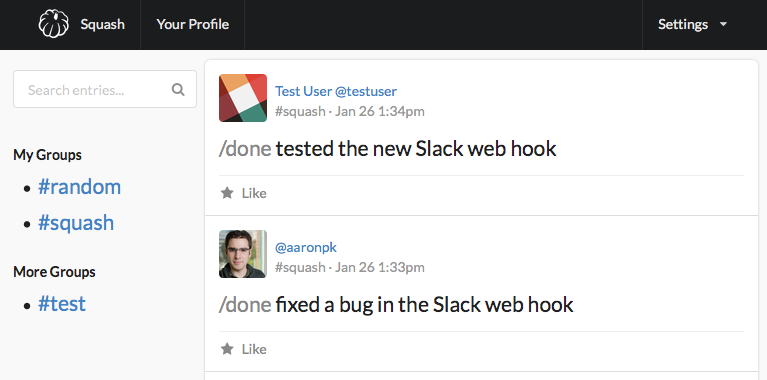 Squash
Your Profile
Settings
Search entries...
My Groups
#random
#squash
More Groups
#test
Test User @testuser
#squash · Jan 26 1:34pm
/done tested the new Slack web hook
Like
@aaronpk
#squash · Jan 26 1:33pm
/done fixed a bug in the Slack web hook
Like